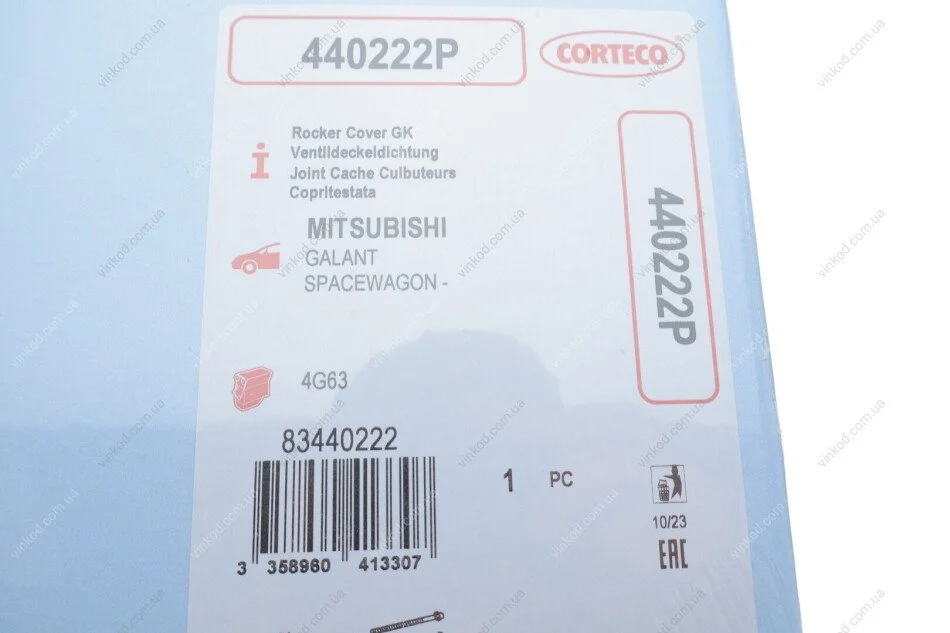 440222P
CORTECO
Rocker Cover GK
Ventildeckeldichtung
Joint Cache Culbuteurs
Copritestata
440222P
MITSUBISHI
GALANT
SPACEWAGON -
4G63
83440222
1 PC
3 358960 413307
10/23
EAC
vinkod.com.ua